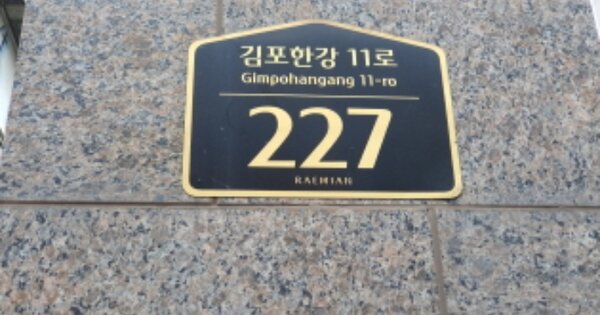 김포한강 11로
Gimpohangang 11-ro
227
RAEMIAN